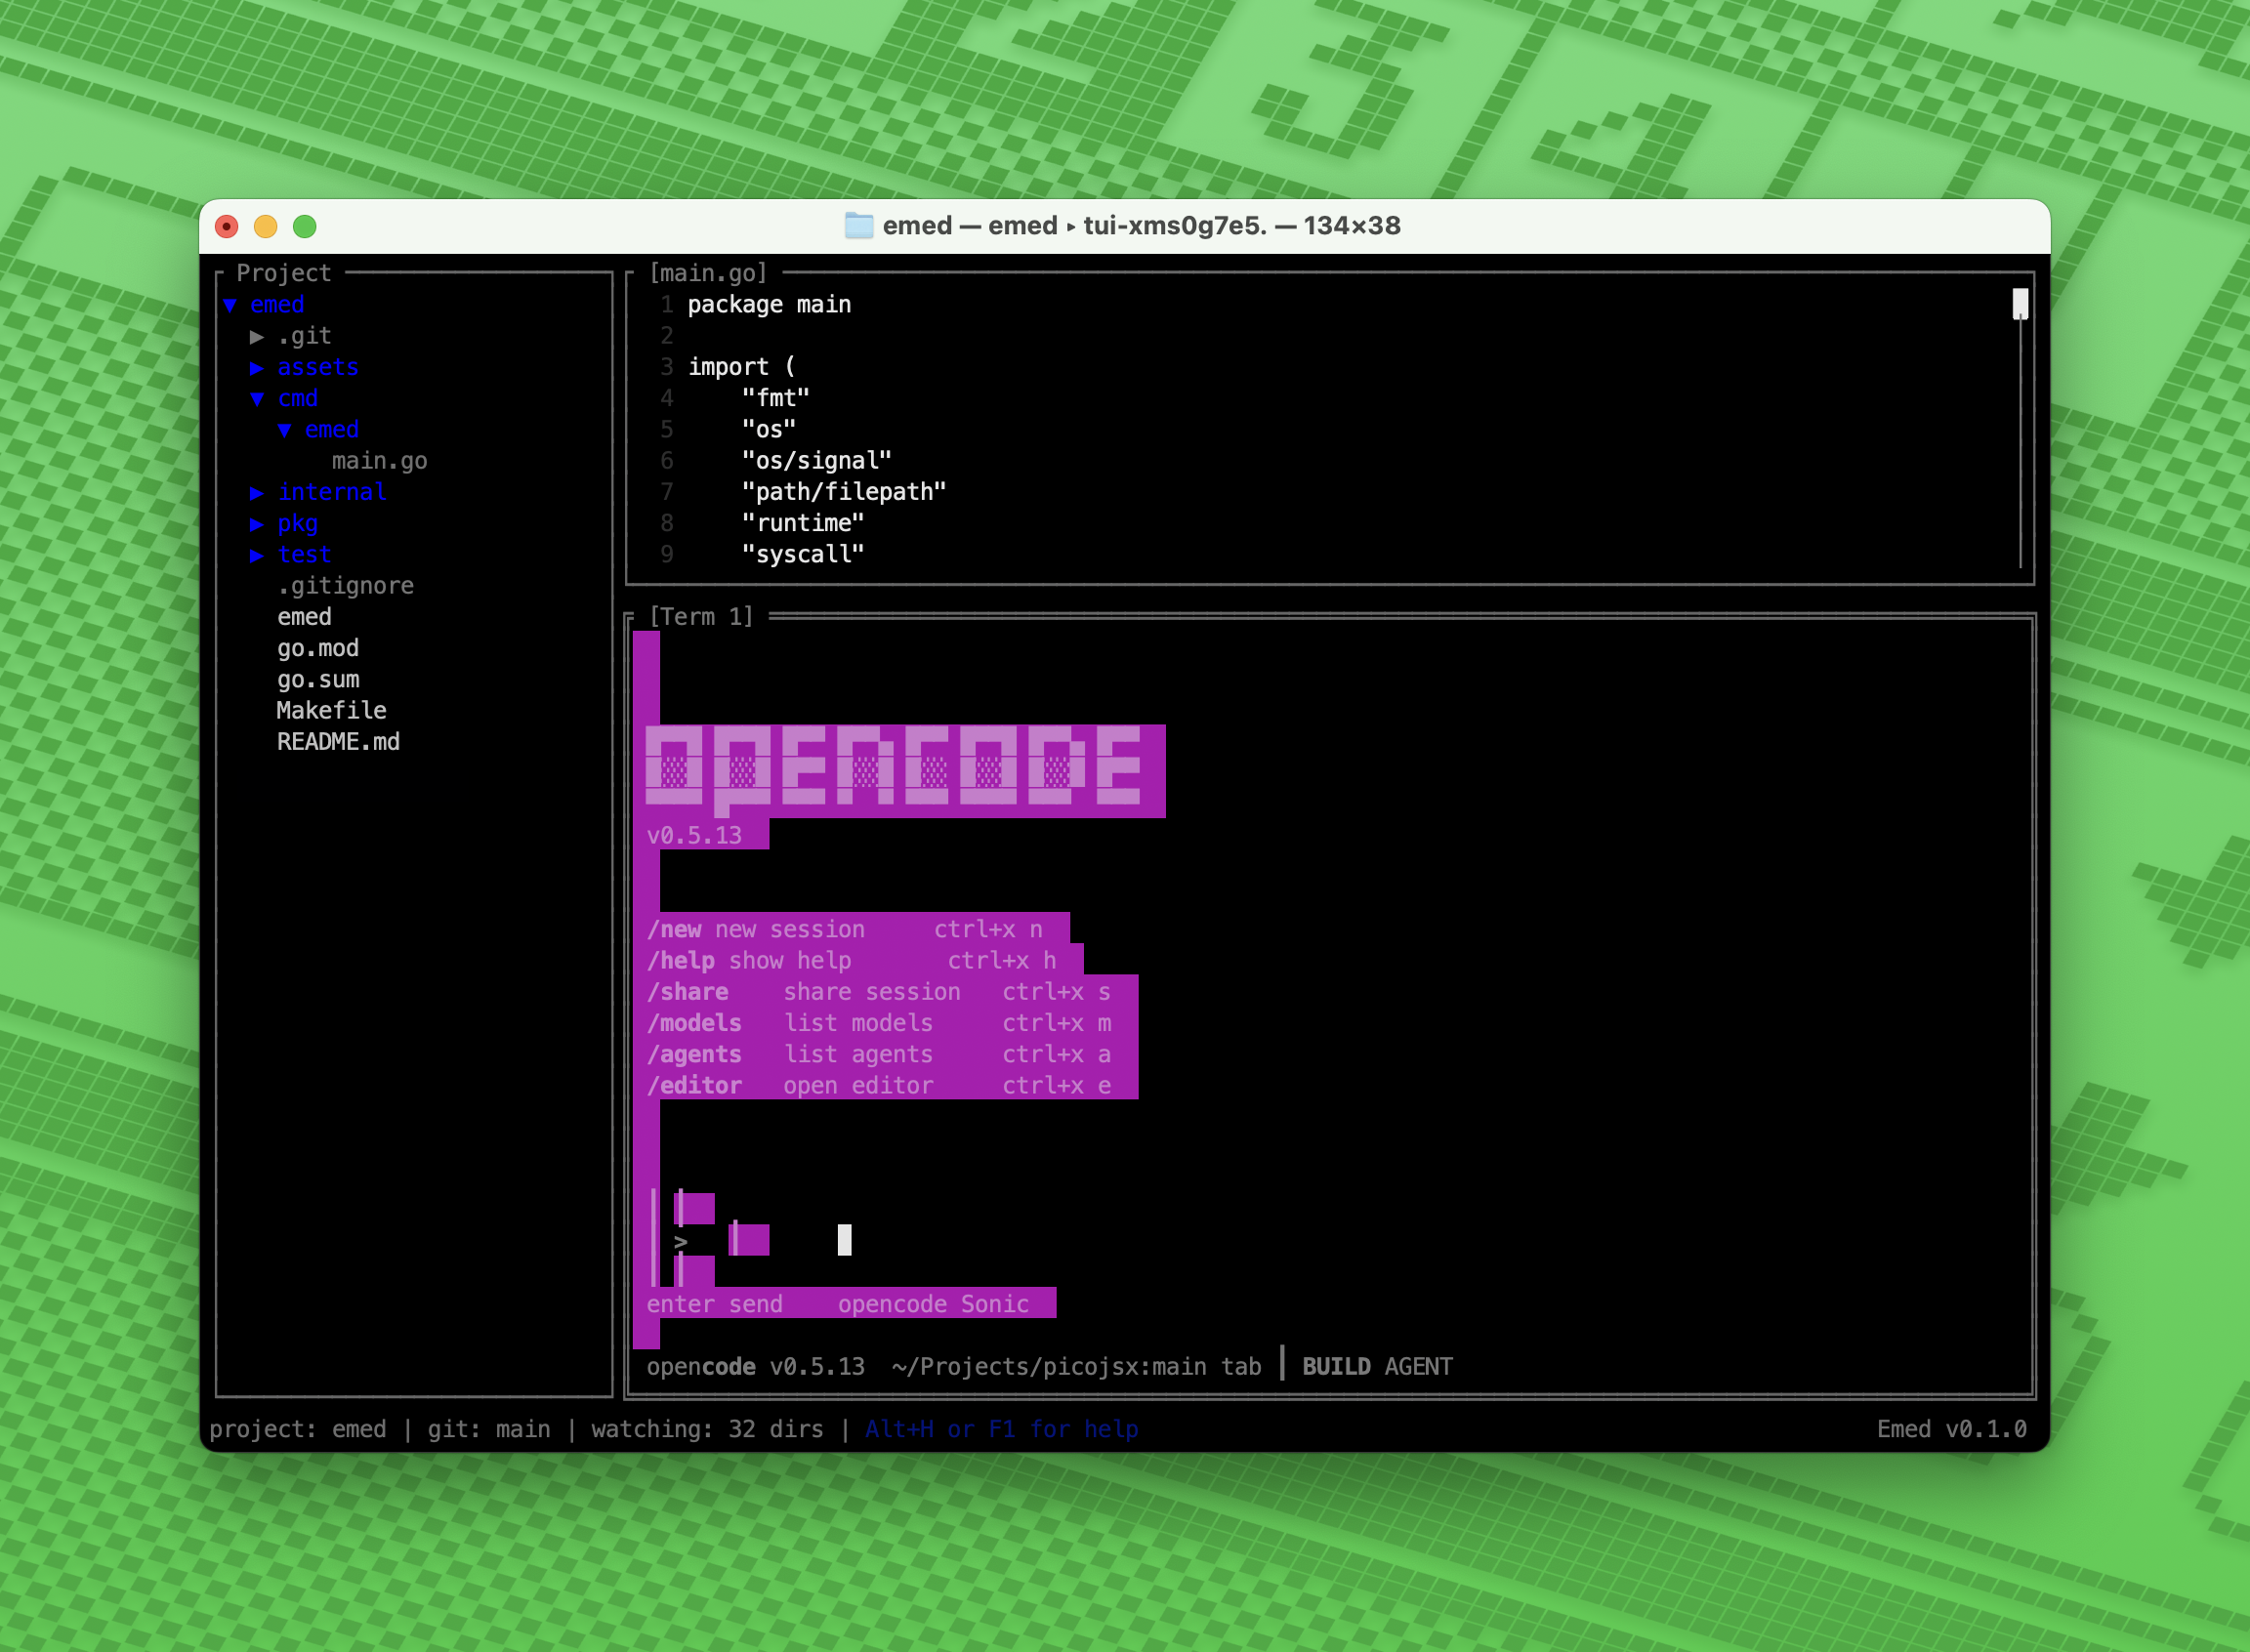 emed — emed ▸ tui-xms0g7e5. — 134×38
Project
▼ emed
▶ .git
▶ assets
▼ cmd
▼ emed
main.go
▶ internal
▶ pkg
▶ test
.gitignore
emed
go.mod
go.sum
Makefile
README.md
[main.go]
1 package main
2
3 import (
4 "fmt"
5 "os"
6 "os/signal"
7 "path/filepath"
8 "runtime"
9 "syscall"
[Term 1]
OPENCODE
v0.5.13
/new new session ctrl+x n
/help show help ctrl+x h
/share share session ctrl+x s
/models list models ctrl+x m
/agents list agents ctrl+x a
/editor open editor ctrl+x e
>
enter send opencode Sonic
opencode v0.5.13 ~/Projects/picojsx:main tab BUILD AGENT
project: emed | git: main | watching: 32 dirs | Alt+H or F1 for help Emed v0.1.0